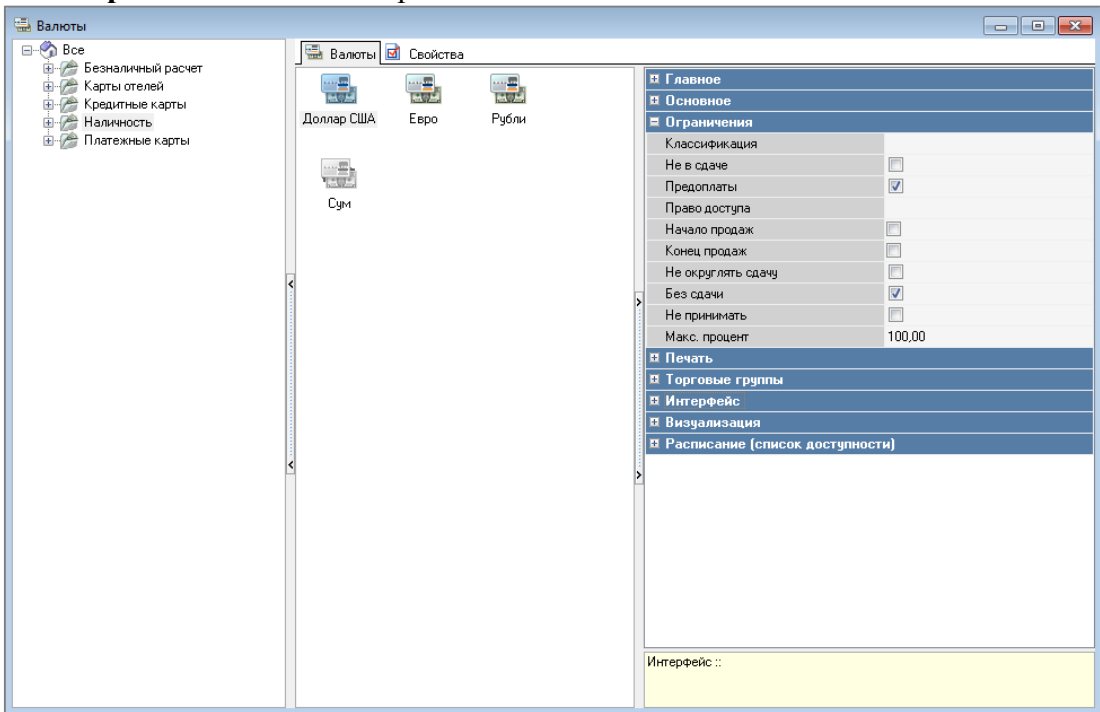 Валюты
Все
Безналичный расчет
Карты отелей
Кредитные карты
Наличность
Платежные карты
Валюты Свойства
Доллар США Евро Рубли
Сум
Главное
Основное
Ограничения
Классификация
Не в сдаче
Предоплаты
Право доступа
Начало продаж
Конец продаж
Не округлять сдачу
Без сдачи
Не принимать
Макс. процент 100,00
Печать
Торговые группы
Интерфейс
Визуализация
Расписание (список доступности)
Интерфейс ::